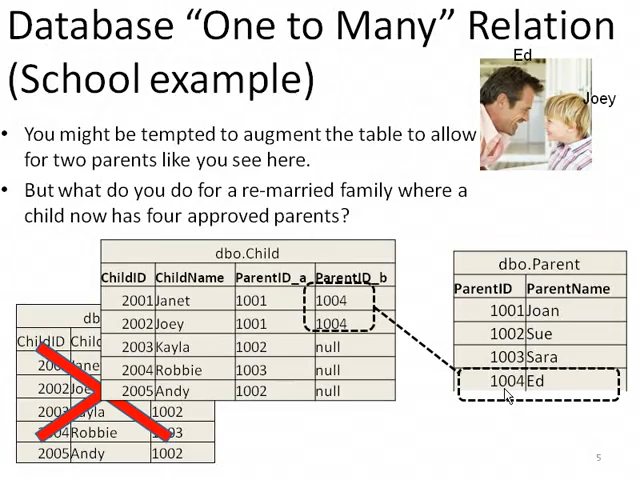 Database “One to Many” Relation
(School example)
Ed
Joey
• You might be tempted to augment the table to allow
for two parents like you see here.
• But what do you do for a re-married family where a
child now has four approved parents?
dbo.Child
ChildID ChildName ParentID_a ParentID_b
2001 Janet 1001 1004
2002 Joey 1001 1004
2003 Kayla 1002 null
2004 Robbie 1003 null
2005 Andy 1002 null
dbo.Parent
ParentID ParentName
1001 Joan
1002 Sue
1003 Sara
1004 Ed
ChildID
2002
1002
Robbie
2005 Andy 1002
5